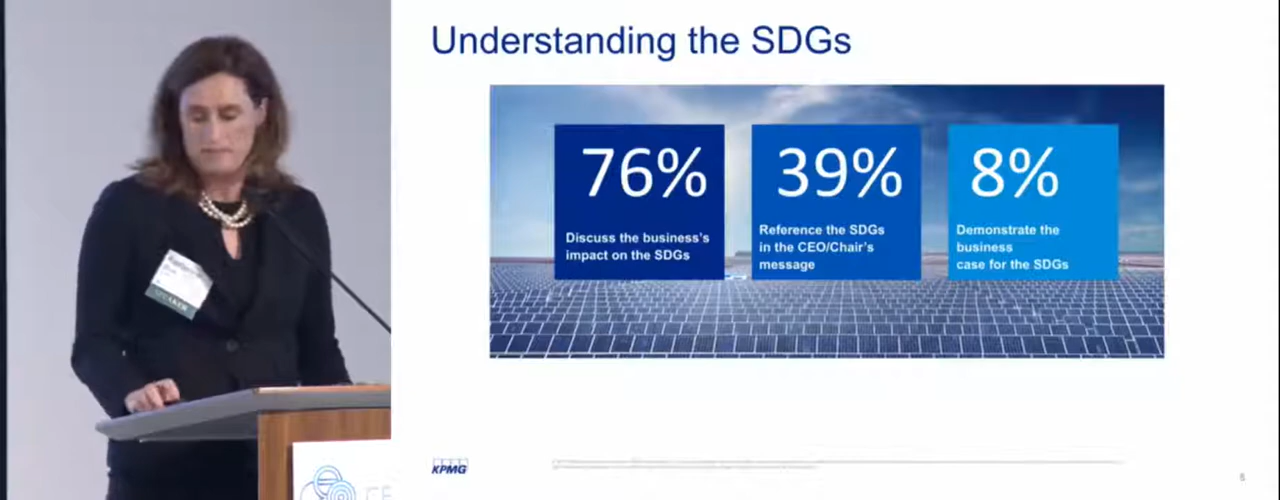 Understanding the SDGs
76%
Discuss the business's
impact on the SDGs
39%
Reference the SDGs
in the CEO/Chair's
message
8%
Demonstrate the
business
case for the SDGs
SPEAKER
KPMG